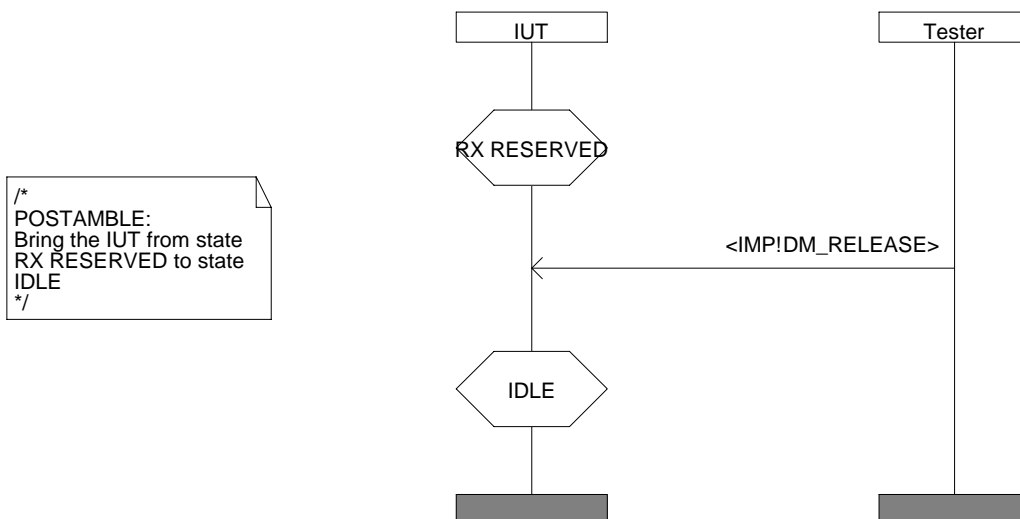 IUT
Tester
RX RESERVED
/*
POSTAMBLE:
Bring the IUT from state
RX RESERVED to state
IDLE
*/
<IMP!DM_RELEASE>
IDLE